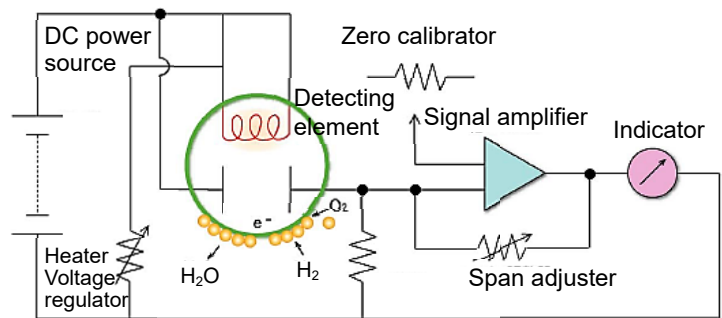 DC power
source
Zero calibrator
Detecting
element
Signal amplifier
Indicator
e-
O₂
Heater
Voltage
regulator
H₂O
H₂
Span adjuster